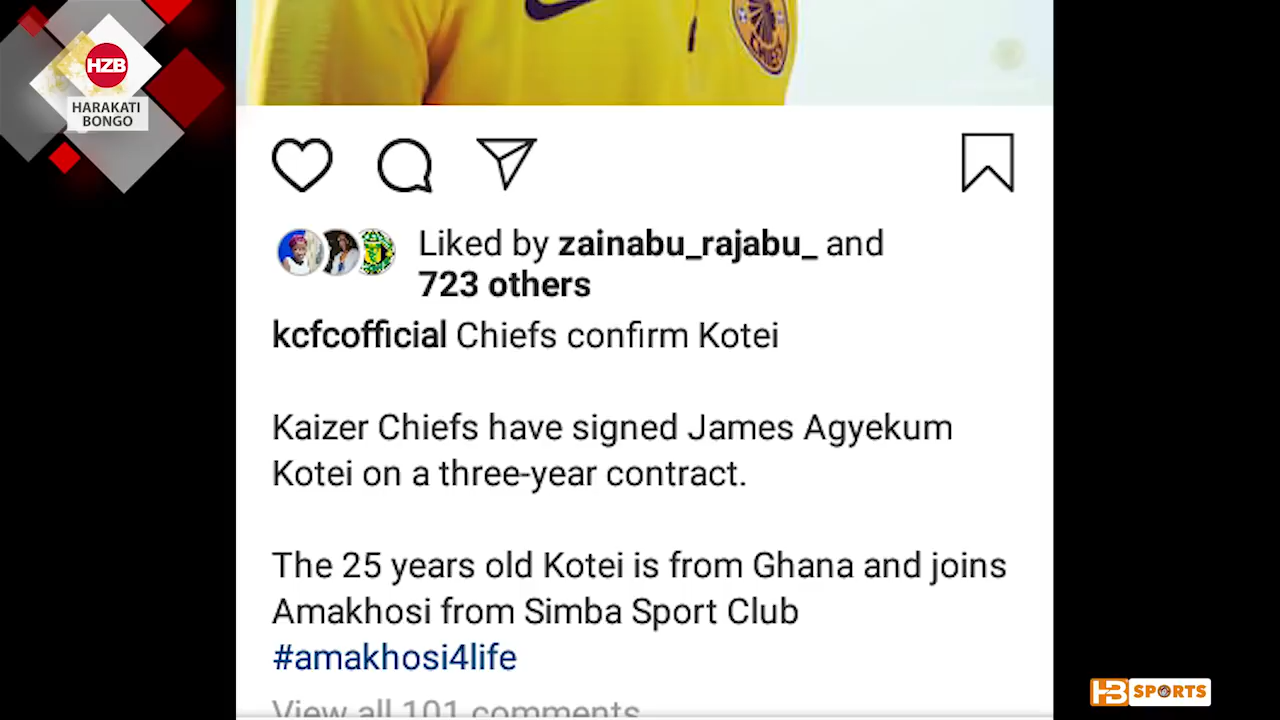 CHIEFS
HZB
HARAKATI
BONGO
Liked by zainabu_rajabu_ and
723 others
kcfcofficial Chiefs confirm Kotei
Kaizer Chiefs have signed James Agyekum
Kotei on a three-year contract.
The 25 years old Kotei is from Ghana and joins
Amakhosi from Simba Sport Club
#amakhosi4life
View all 101 comments
HB SPORTS